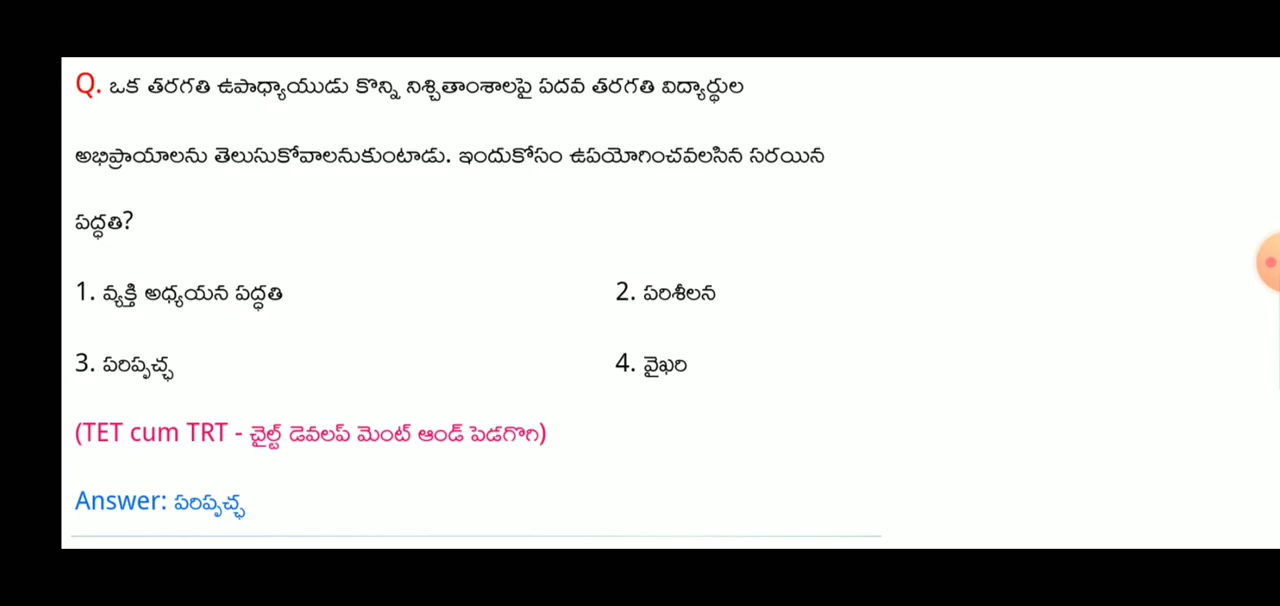 Q. ఒక తరగతి ఉపాధ్యాయుడు కొన్ని నిశ్చితాంశాలపై పదవ తరగతి విద్యార్థుల
అభిప్రాయాలను తెలుసుకోవాలనుకుంటాడు. ఇందుకోసం ఉపయోగించవలసిన సరయిన
పద్ధతి?
1. వ్యక్తి అధ్యయన పద్ధతి 2. పరిశీలన
3. పరిపృచ్ఛ 4. వైఖరి
(TET cum TRT - చైల్డ్ డెవలప్ మెంట్ ఆండ్ పెడగొగి)
Answer: పరిపృచ్ఛ